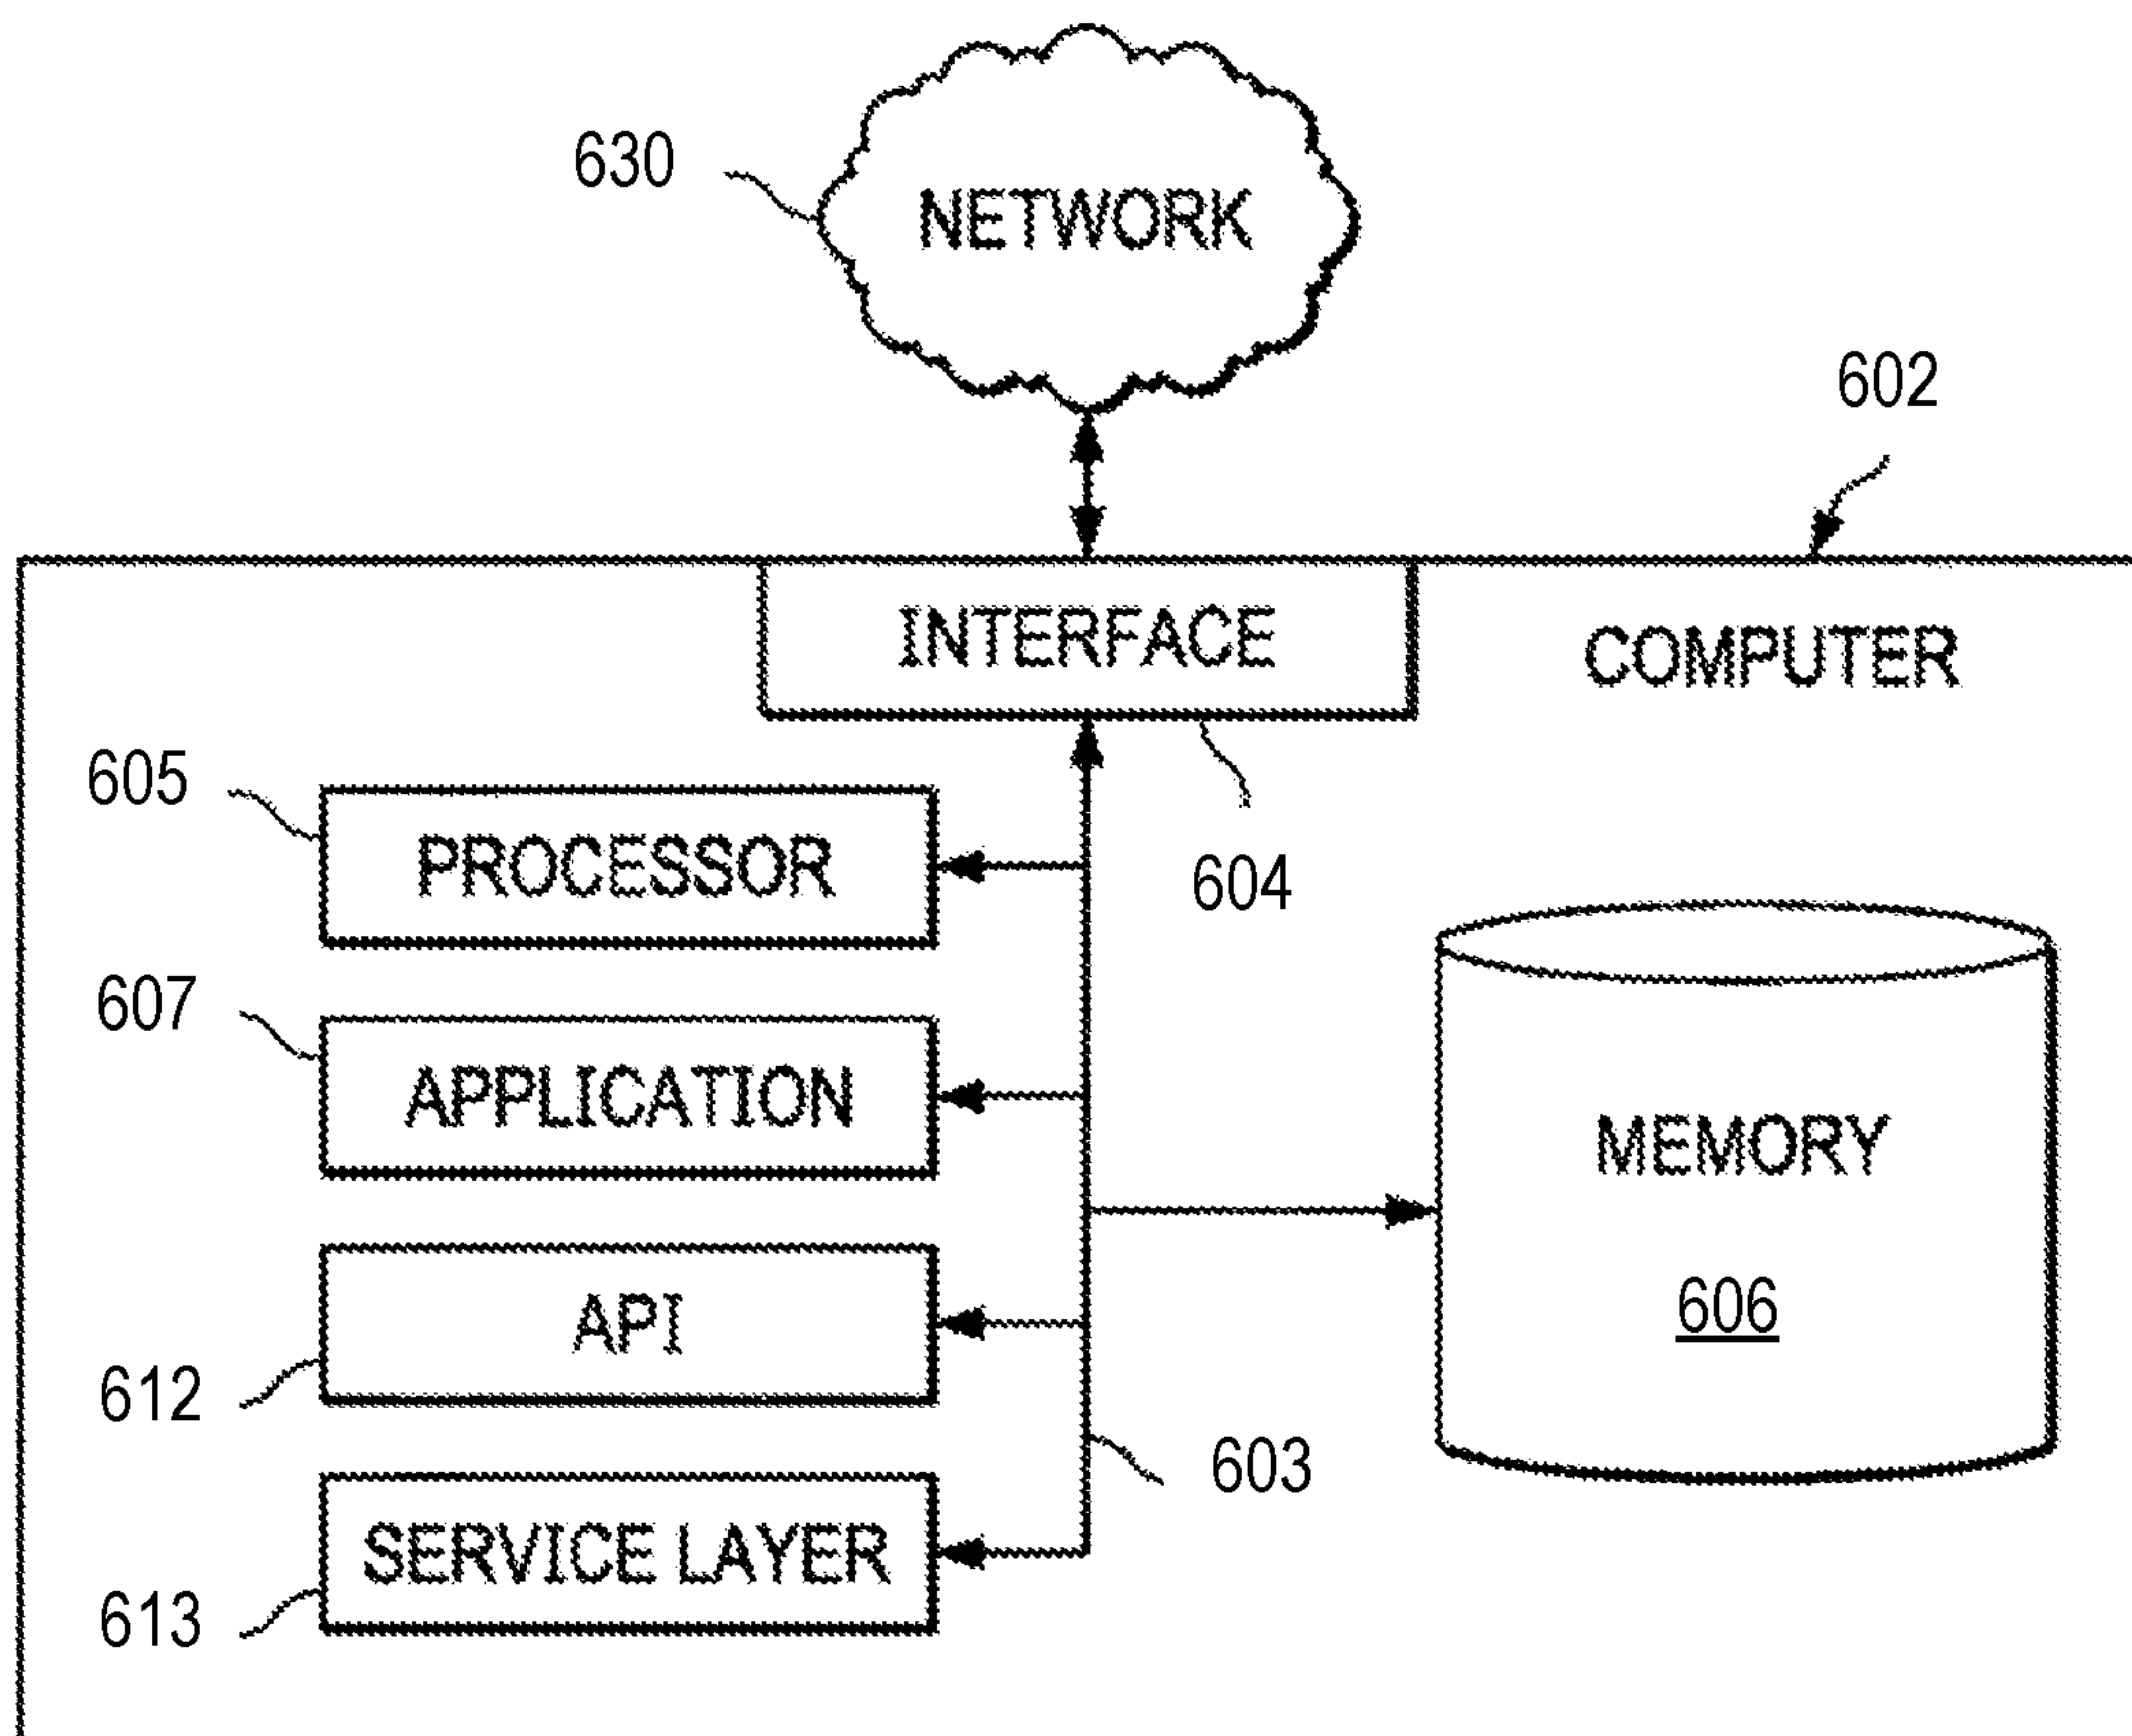 630
NETWORK
602
INTERFACE
COMPUTER
605
PROCESSOR
604
607
APPLICATION
MEMORY
606
API
612
603
SERVICE LAYER
613